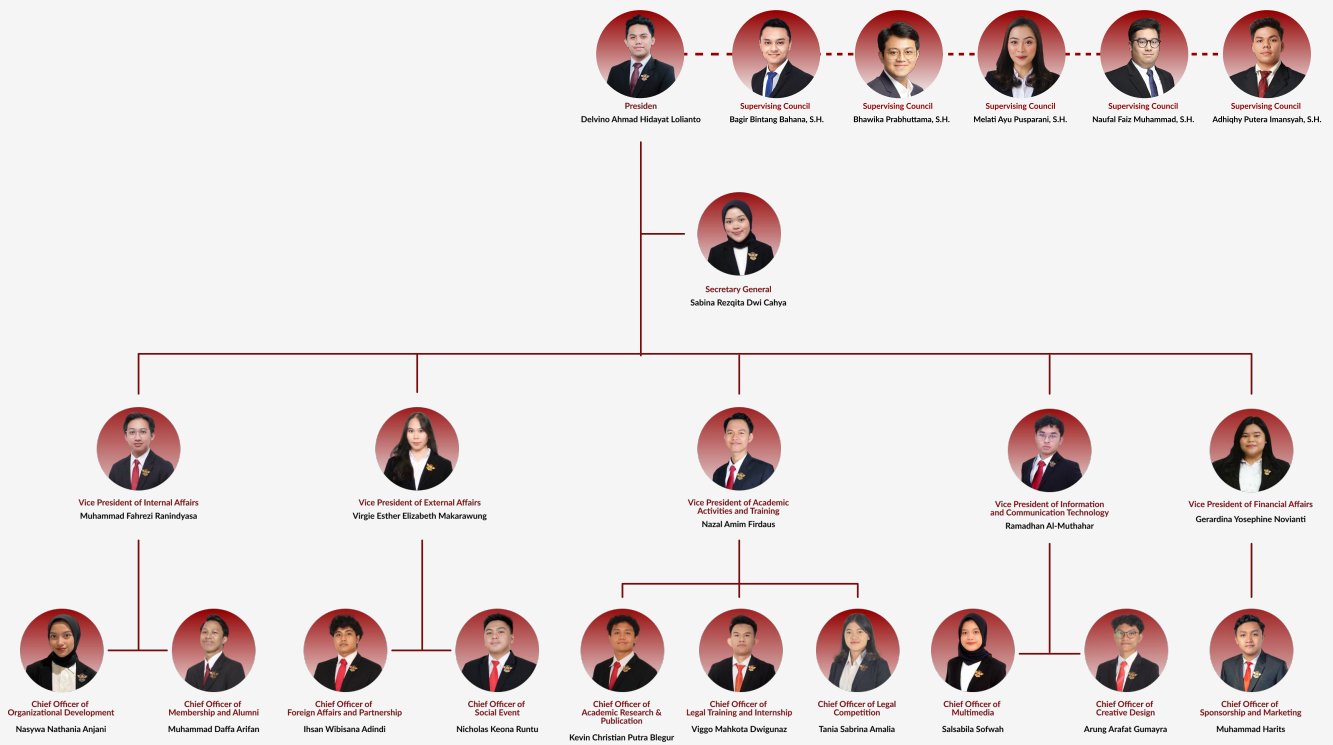 Presiden
Delvino Ahmad Hidayat Lolianto
Supervising Council
Bagir Bintang Bahana, S.H.
Supervising Council
Bhawika Prabhuttama, S.H.
Supervising Council
Melati Ayu Pusparani, S.H.
Supervising Council
Naufal Faiz Muhammad, S.H.
Supervising Council
Adhiqhy Putera Imansyah, S.H.
Secretary General
Sabina Rezqita Dwi Cahya
Vice President of Internal Affairs
Muhammad Fahrezi Ranindyasa
Vice President of External Affairs
Virgie Esther Elizabeth Makarawung
Vice President of Academic
Activities and Training
Nazal Amim Firdaus
Vice President of Information
and Communication Technology
Ramadhan Al-Muthahar
Vice President of Financial Affairs
Gerardina Yosephine Novianti
Chief Officer of
Organizational Development
Nasywa Nathania Anjani
Chief Officer of
Membership and Alumni
Muhammad Daffa Arifan
Chief Officer of
Foreign Affairs and Partnership
Ihsan Wibisana Adindi
Chief Officer of
Social Event
Nicholas Keona Runtu
Chief Officer of
Academic Research &
Publication
Kevin Christian Putra Blegur
Chief Officer of
Legal Training and Internship
Viggo Mahkota Dwigunaz
Chief Officer of Legal
Competition
Tania Sabrina Amalia
Chief Officer of
Multimedia
Salsabila Sofwah
Chief Officer of
Creative Design
Arung Arafat Gumayra
Chief Officer of
Sponsorship and Marketing
Muhammad Harits